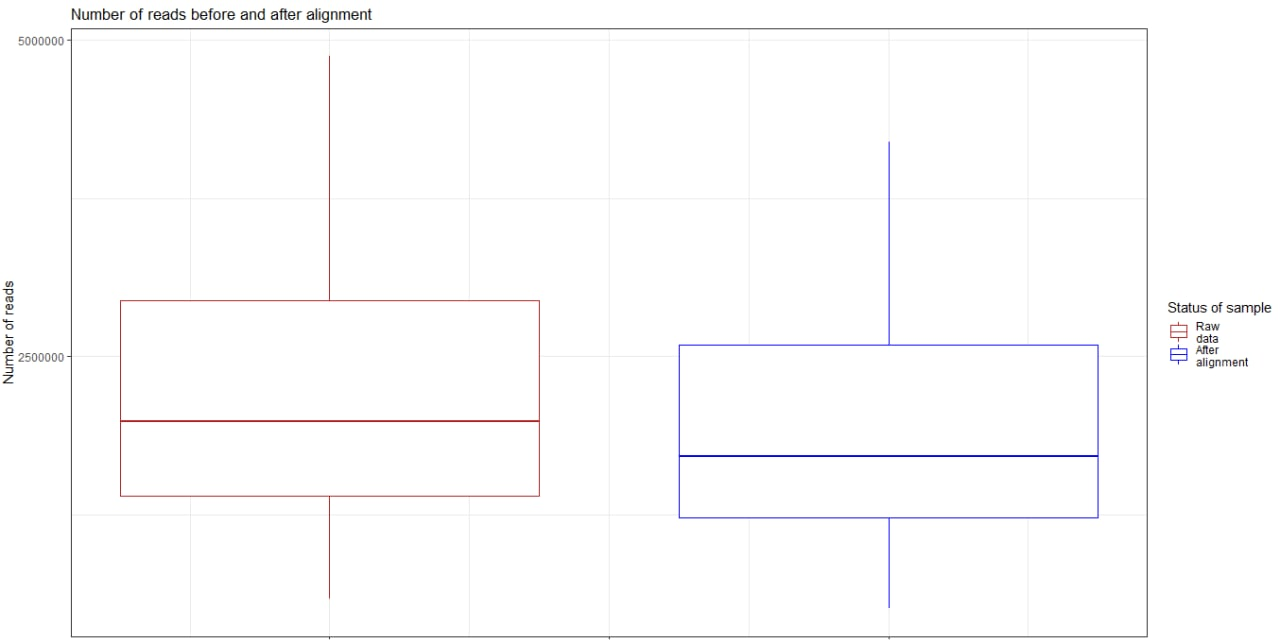 Number of reads before and after alignment
5000000
2500000
Number of reads
Status of sample
Raw
data
After
alignment